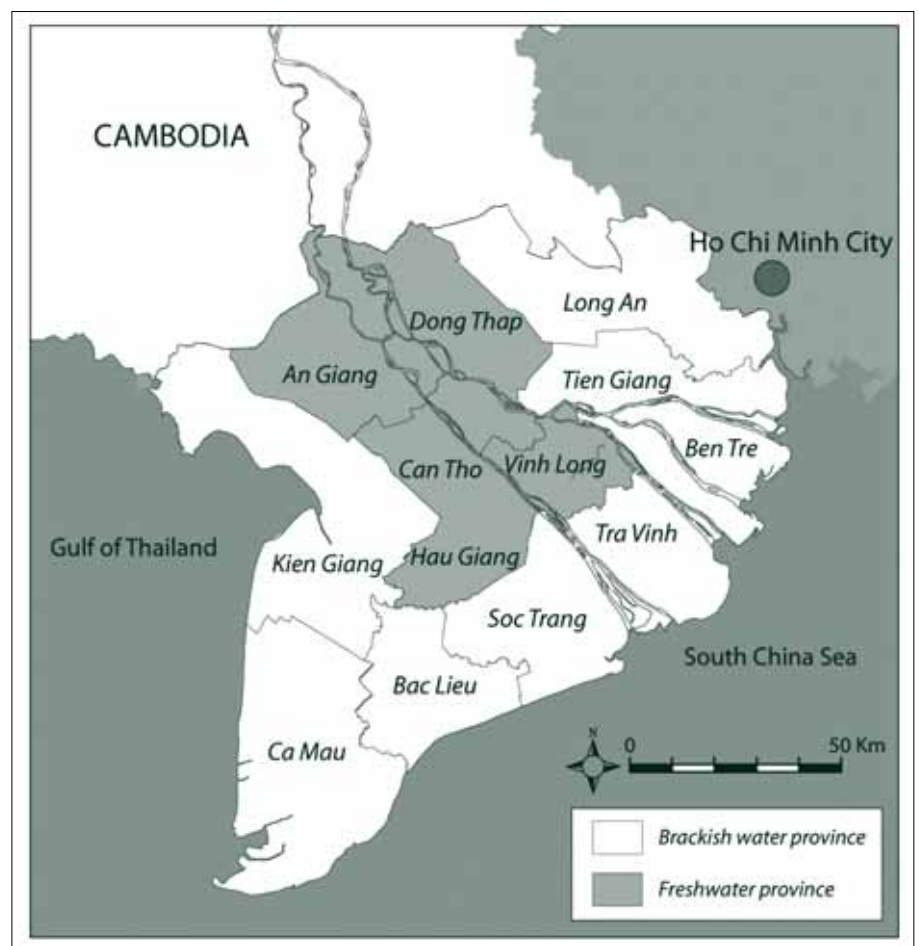 CAMBODIA
Ho Chi Minh City
Long An
Dong Thap
An Giang
Tien Giang
Ben Tre
Can Tho
Vinh Long
Tra Vinh
Gulf of Thailand
Kien Giang
Hau Giang
Soc Trang
South China Sea
Bac Lieu
Ca Mau
N
0
50 Km
Brackish water province
Freshwater province